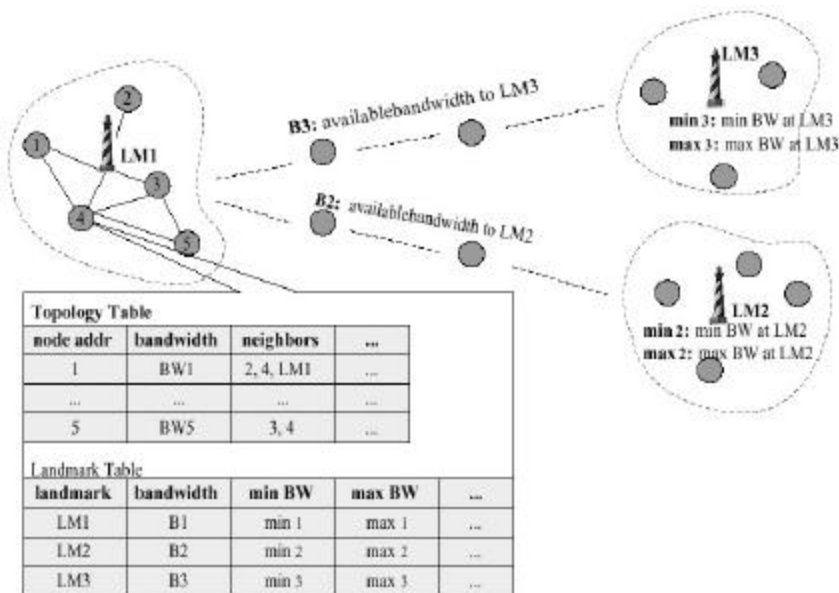 2
1
LM1
3
4
5
B3: availablebandwidth to LM3
B2: availablebandwidth to LM2
LM3
min 3: min BW at LM3
max 3: max BW at LM3
LM2
min 2: min BW at LM2
max 2: max BW at LM2
Topology Table
node addr bandwidth neighbors ...
1 BW1 2, 4, LM1 ...
... ... ... ...
5 BW5 3, 4 ...
Landmark Table
landmark bandwidth min BW max BW ...
LM1 B1 min 1 max 1 ...
LM2 B2 min 2 max 2 ...
LM3 B3 min 3 max 3 ...